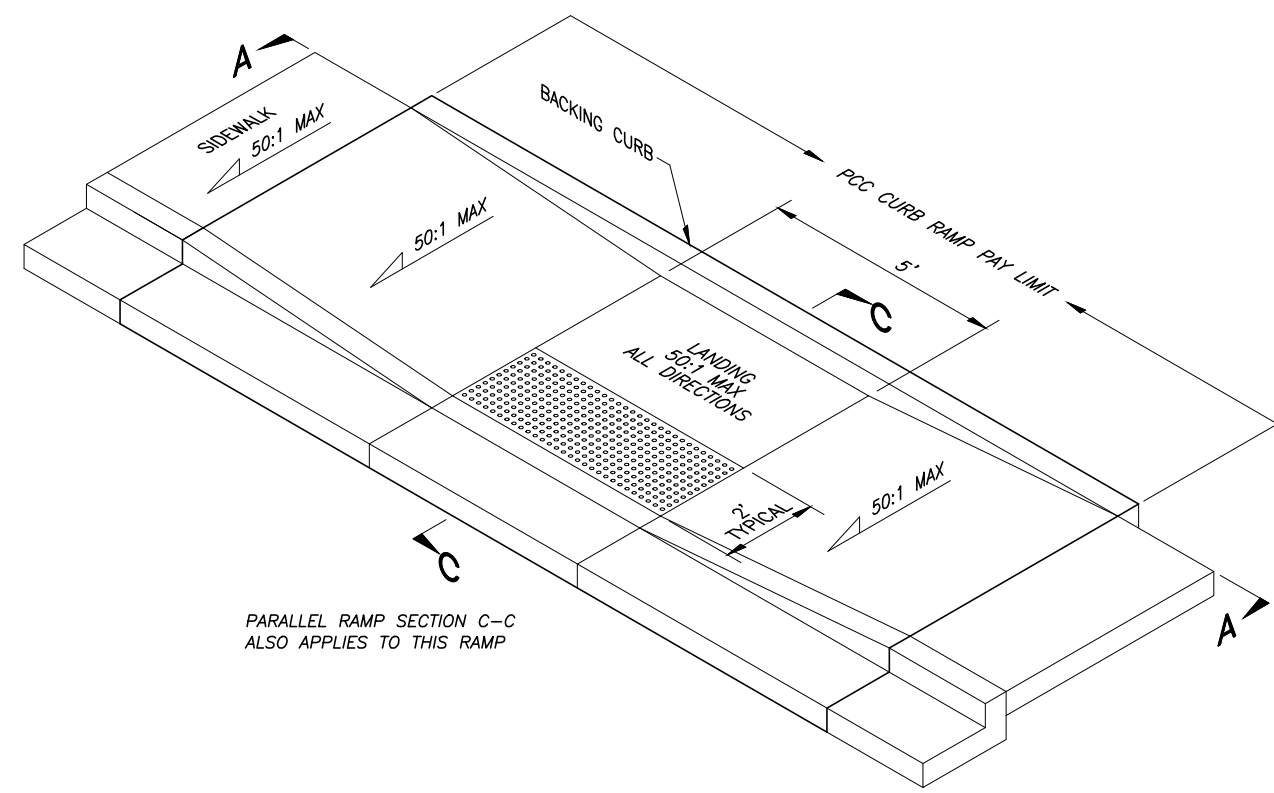 A
SIDEWALK
50:1 MAX
BACKING CURB
50:1 MAX
PCC CURB RAMP PAY LIMIT
5'
C
LANDING
50:1 MAX
ALL DIRECTIONS
50:1 MAX
2'
TYPICAL
C
A
PARALLEL RAMP SECTION C-C
ALSO APPLIES TO THIS RAMP